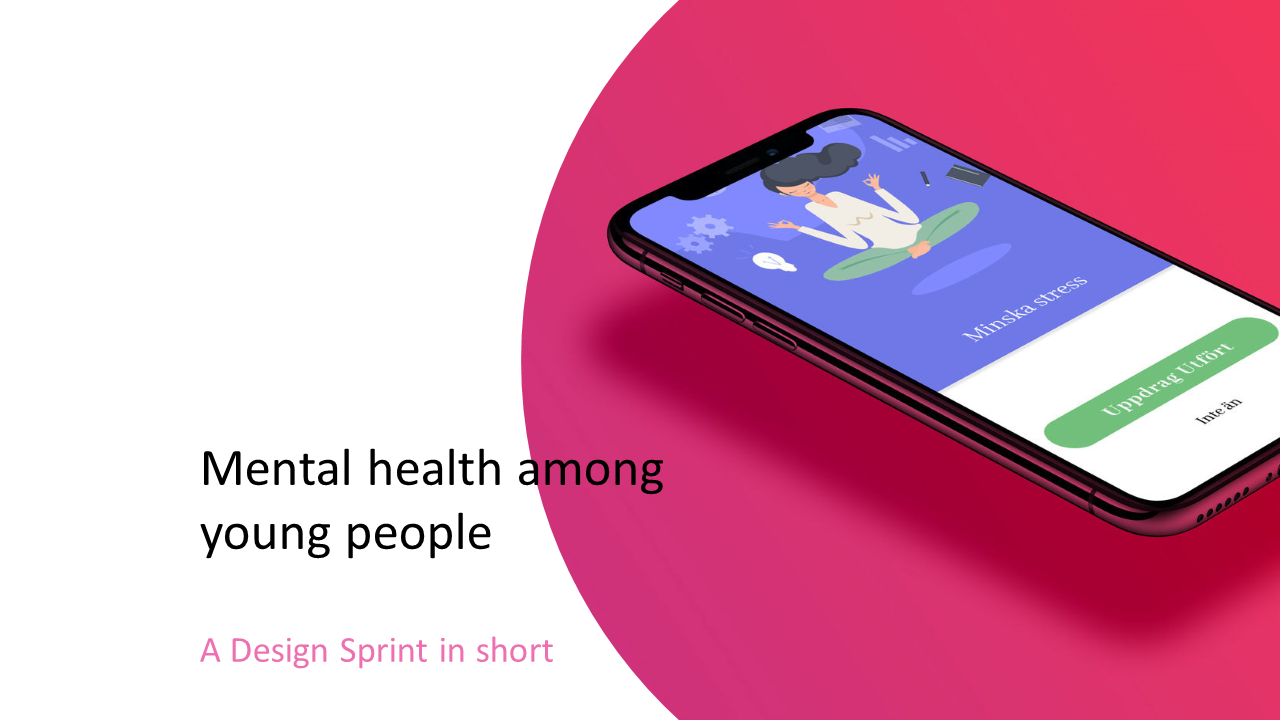 Minska stress
Uppdrag Utfört
Inte än
Mental health among
young people
A Design Sprint in short